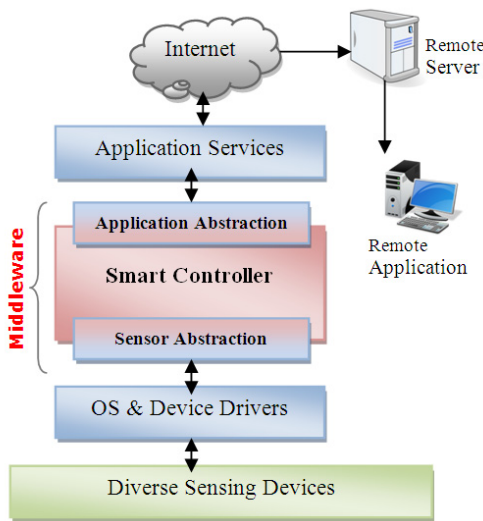 Internet
Remote
Server
Application Services
Remote
Application
Middleware
Application Abstraction
Smart Controller
Sensor Abstraction
OS & Device Drivers
Diverse Sensing Devices